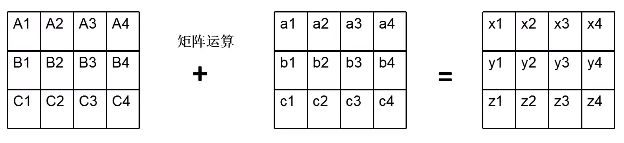 A1 A2 A3 A4 a1 a2 a3 a4 x1 x2 x3 x4
矩阵运算
B1 B2 B3 B4 + b1 b2 b3 b4 = y1 y2 y3 y4
C1 C2 C3 C4 c1 c2 c3 c4 z1 z2 z3 z4